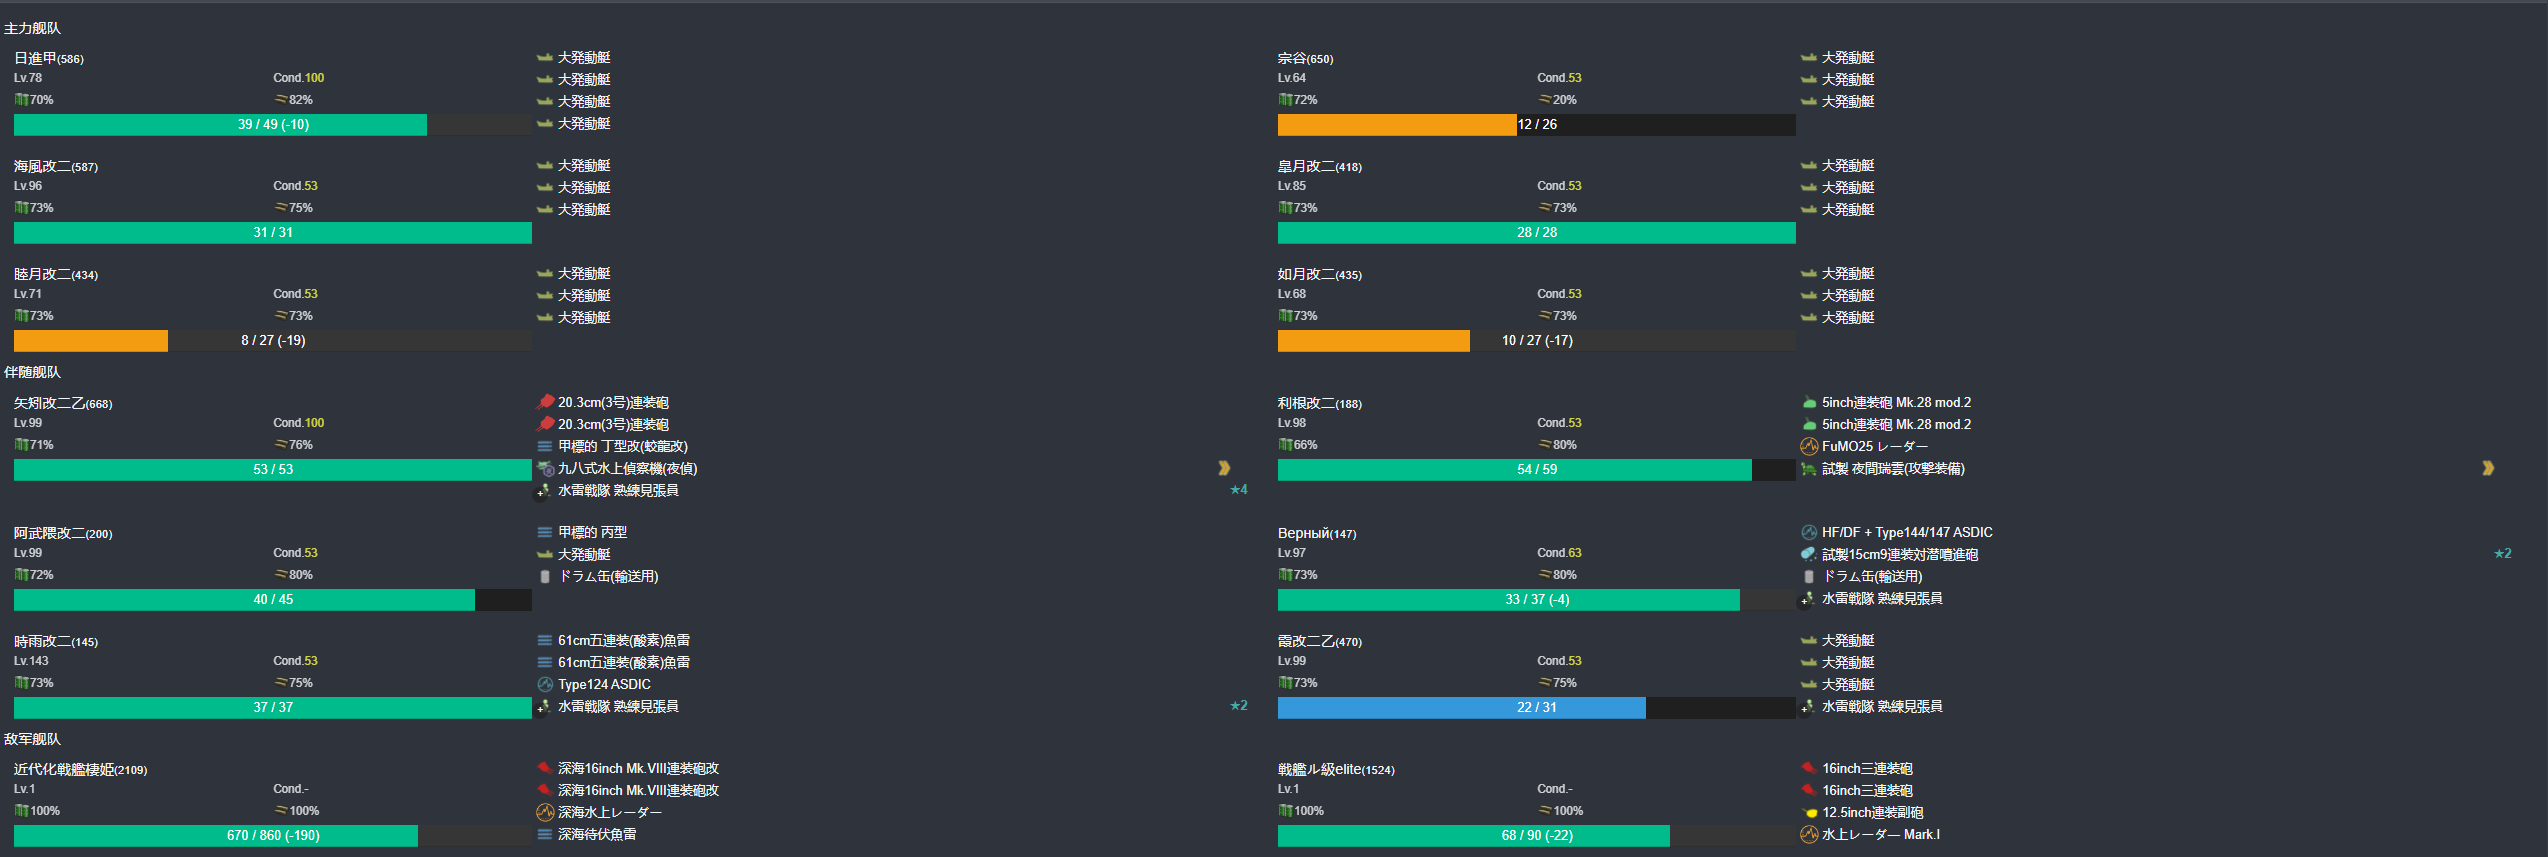 主力舰队
日進甲(586)
Lv.78 Cond.100
70% 82%
39 / 49 (-10)
大発動艇
大発動艇
大発動艇
大発動艇
宗谷(650)
Lv.64 Cond.53
72% 20%
12 / 26
大発動艇
大発動艇
大発動艇
海風改二(587)
Lv.96 Cond.53
73% 75%
31 / 31
大発動艇
大発動艇
大発動艇
皐月改二(418)
Lv.85 Cond.53
73% 73%
28 / 28
大発動艇
大発動艇
大発動艇
睦月改二(434)
Lv.71 Cond.53
73% 73%
8 / 27 (-19)
大発動艇
大発動艇
大発動艇
如月改二(435)
Lv.68 Cond.53
73% 73%
10 / 27 (-17)
大発動艇
大発動艇
大発動艇
伴随舰队
矢矧改二乙(668)
Lv.99 Cond.100
71% 76%
53 / 53
20.3cm(3号)連装砲
20.3cm(3号)連装砲
甲標的 丁型改(蛟龍改)
九八式水上偵察機(夜偵)
水雷戦隊 熟練見張員 ★4
利根改二(188)
Lv.98 Cond.53
66% 80%
54 / 59
5inch連装砲 Mk.28 mod.2
5inch連装砲 Mk.28 mod.2
FuMO25 レーダー
試製 夜間瑞雲(攻撃装備)
阿武隈改二(200)
Lv.99 Cond.53
72% 80%
40 / 45
甲標的 丙型
大発動艇
ドラム缶(輸送用)
Верный(147)
Lv.97 Cond.63
73% 80%
33 / 37 (-4)
HF/DF + Type144/147 ASDIC
試製15cm9連装対潜噴進砲 ★2
ドラム缶(輸送用)
水雷戦隊 熟練見張員
時雨改二(145)
Lv.143 Cond.53
73% 75%
37 / 37
61cm五連装(酸素)魚雷
61cm五連装(酸素)魚雷
Type124 ASDIC
水雷戦隊 熟練見張員 ★2
霞改二乙(470)
Lv.99 Cond.53
73% 75%
22 / 31
大発動艇
大発動艇
大発動艇
水雷戦隊 熟練見張員
敌军舰队
近代化戦艦棲姫(2109)
Lv.1 Cond.-
100% 100%
670 / 860 (-190)
深海16inch Mk.VIII連装砲改
深海16inch Mk.VIII連装砲改
深海水上レーダー
深海待伏魚雷
戦艦ル級elite(1524)
Lv.1 Cond.-
100% 100%
68 / 90 (-22)
16inch三連装砲
16inch三連装砲
12.5inch連装副砲
水上レーダー Mark.I